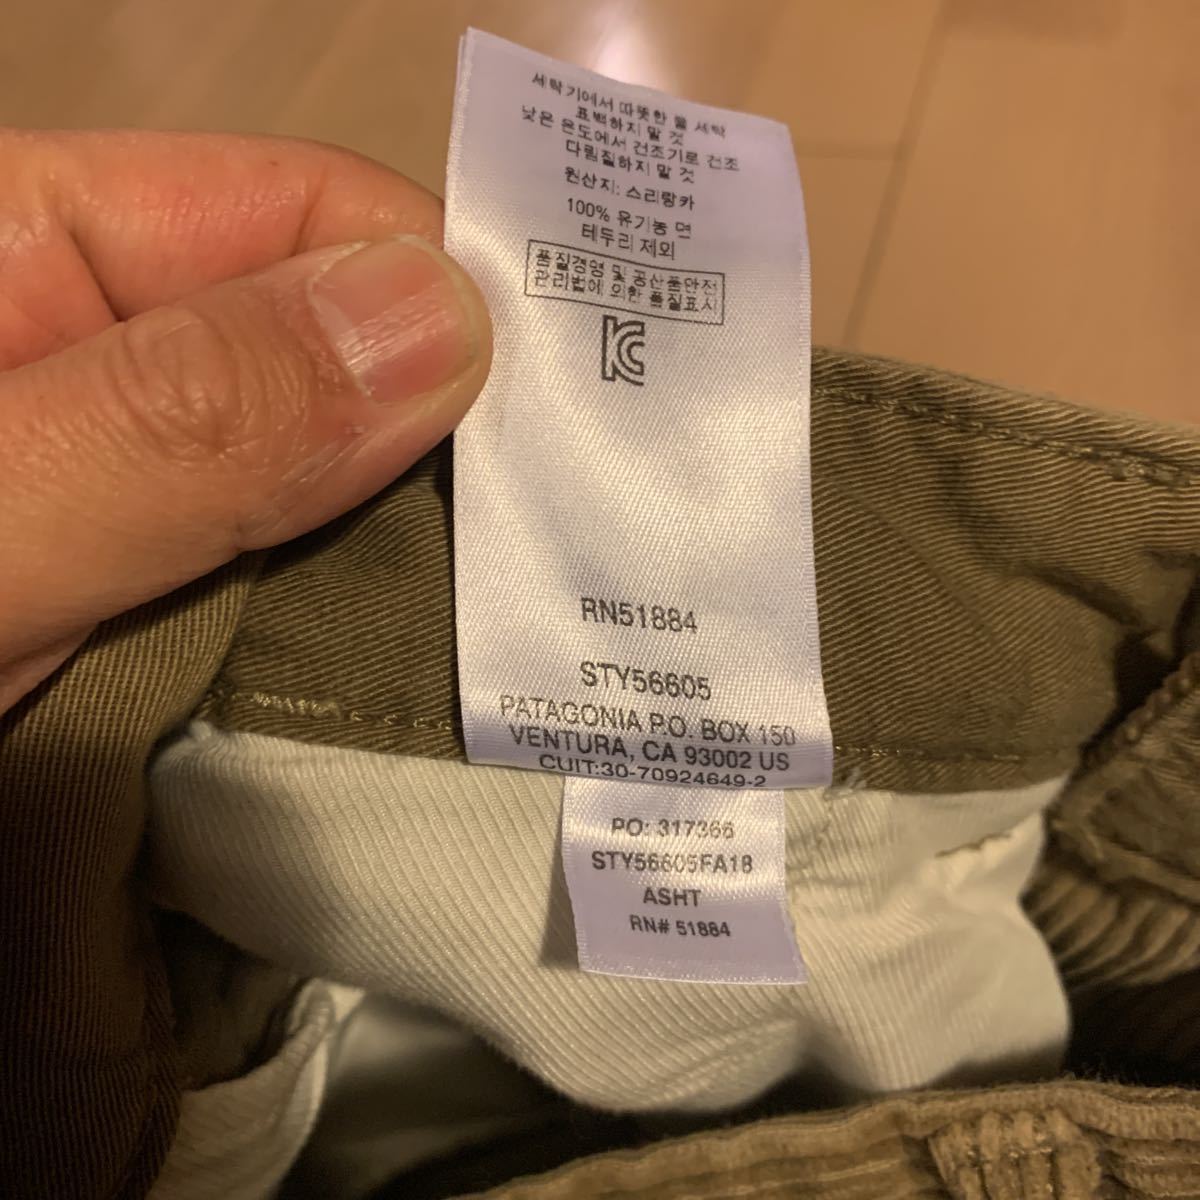 세탁기에서 따뜻한 물 세탁
표백하지 말 것
낮은 온도에서 건조기로 건조
다림질하지 말 것
원산지: 스리랑카
100% 유기농 면
테두리 제외
품질경영 및 공산품안전
관리법에 의한 품질표시
KC
RN51884
STY56605
PATAGONIA P.O. BOX 150
VENTURA, CA 93002 US
CUIT:30-70924649-2
PO: 317366
STY56605FA18
ASHT
RN# 51884